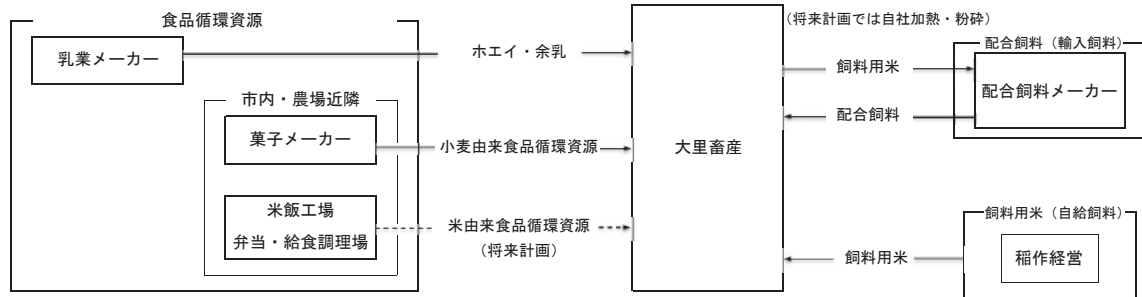 食品循環資源
乳業メーカー
ホエイ・余乳
市内・農場近隣
菓子メーカー
小麦由来食品循環資源
米飯工場
弁当・給食調理場
米由来食品循環資源
(将来計画)
大里畜産
(将来計画では自社加熱・粉砕)
配合飼料(輸入飼料)
飼料用米
配合飼料メーカー
配合飼料
飼料用米(自給飼料)
飼料用米
稲作経営